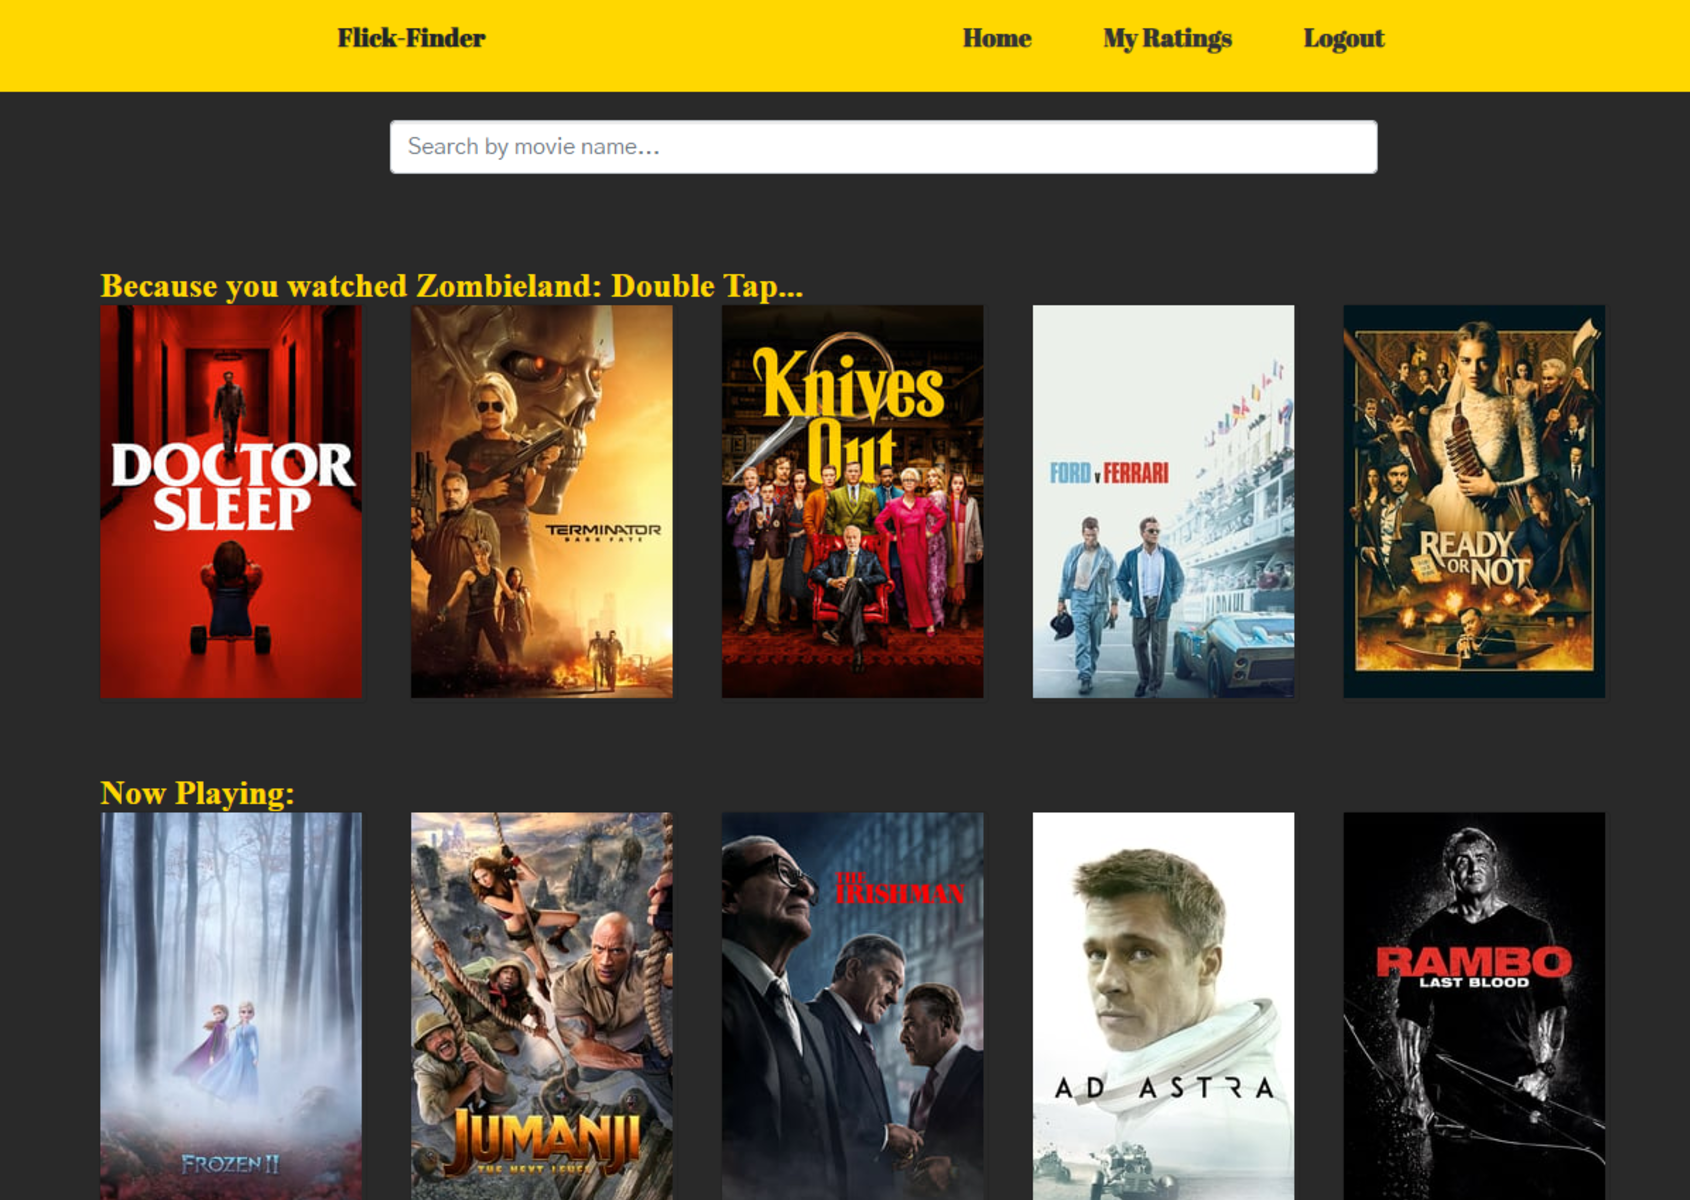 Flick-Finder Home My Ratings Logout
Search by movie name...
Because you watched Zombieland: Double Tap...
DOCTOR
SLEEP
TERMINATOR
DARK FATE
Knives
Out
FORD v FERRARI
READY
OR NOT
Now Playing:
FROZEN II
JUMANJI
THE NEXT LEVEL
THE
IRISHMAN
AD ASTRA
RAMBO
LAST BLOOD